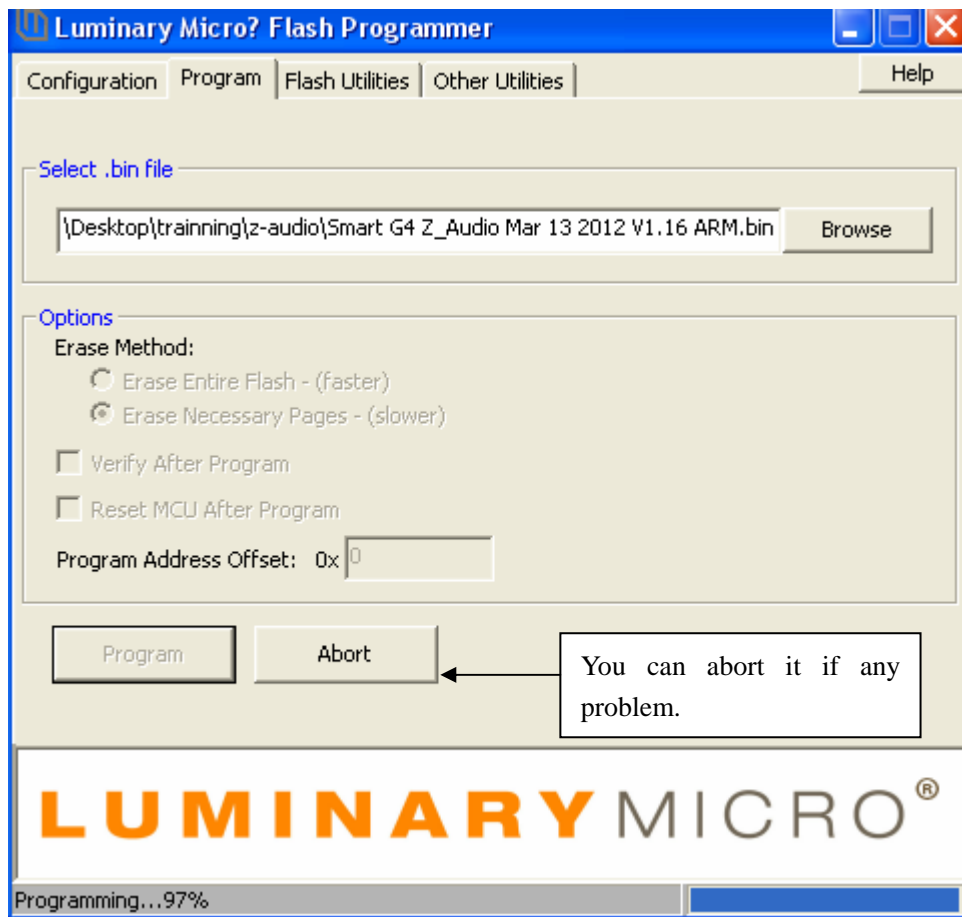 Luminary Micro? Flash Programmer
Configuration Program Flash Utilities Other Utilities Help
Select .bin file
\Desktop\trainning\z-audio\Smart G4 Z_Audio Mar 13 2012 V1.16 ARM.bin Browse
Options
Erase Method:
Erase Entire Flash - (faster)
Erase Necessary Pages - (slower)
Verify After Program
Reset MCU After Program
Program Address Offset: 0x 0
Program Abort
You can abort it if any
problem.
LUMINARYMICRO®
Programming...97%